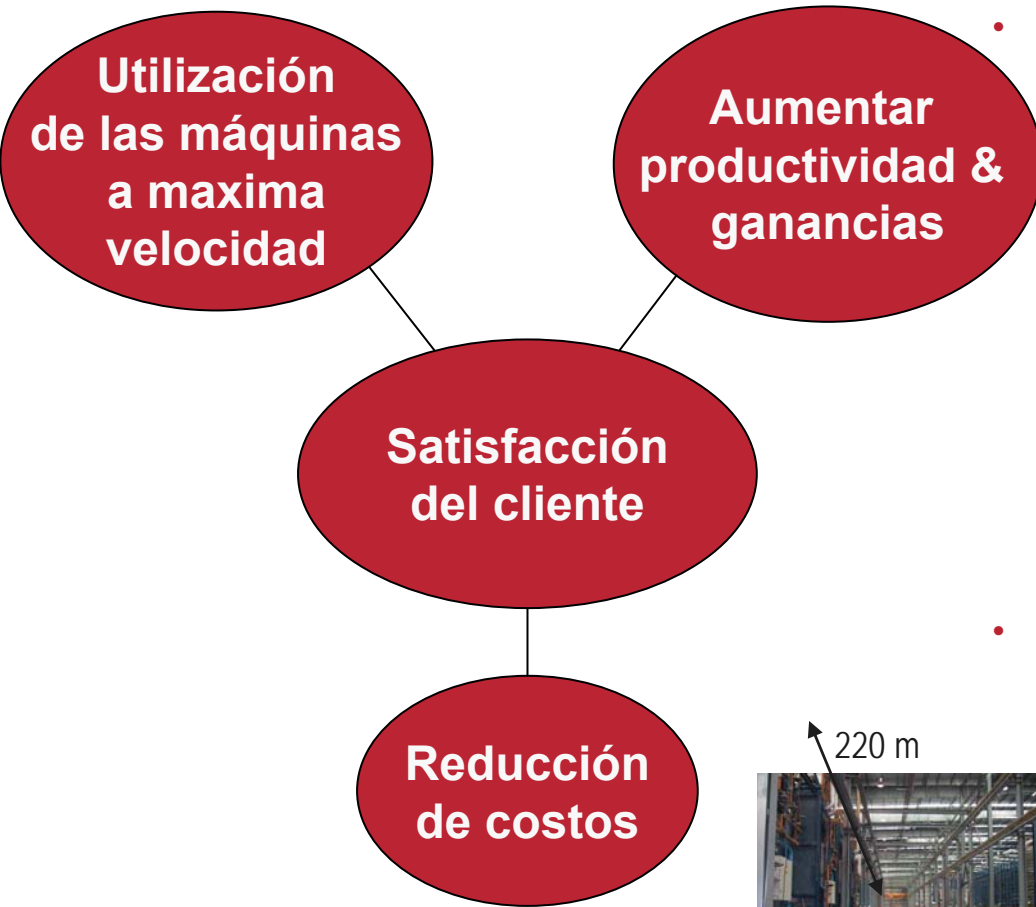 Utilización
de las máquinas
a maxima
velocidad
Aumentar
productividad &
ganancias
Satisfacción
del cliente
Reducción
de costos
220 m